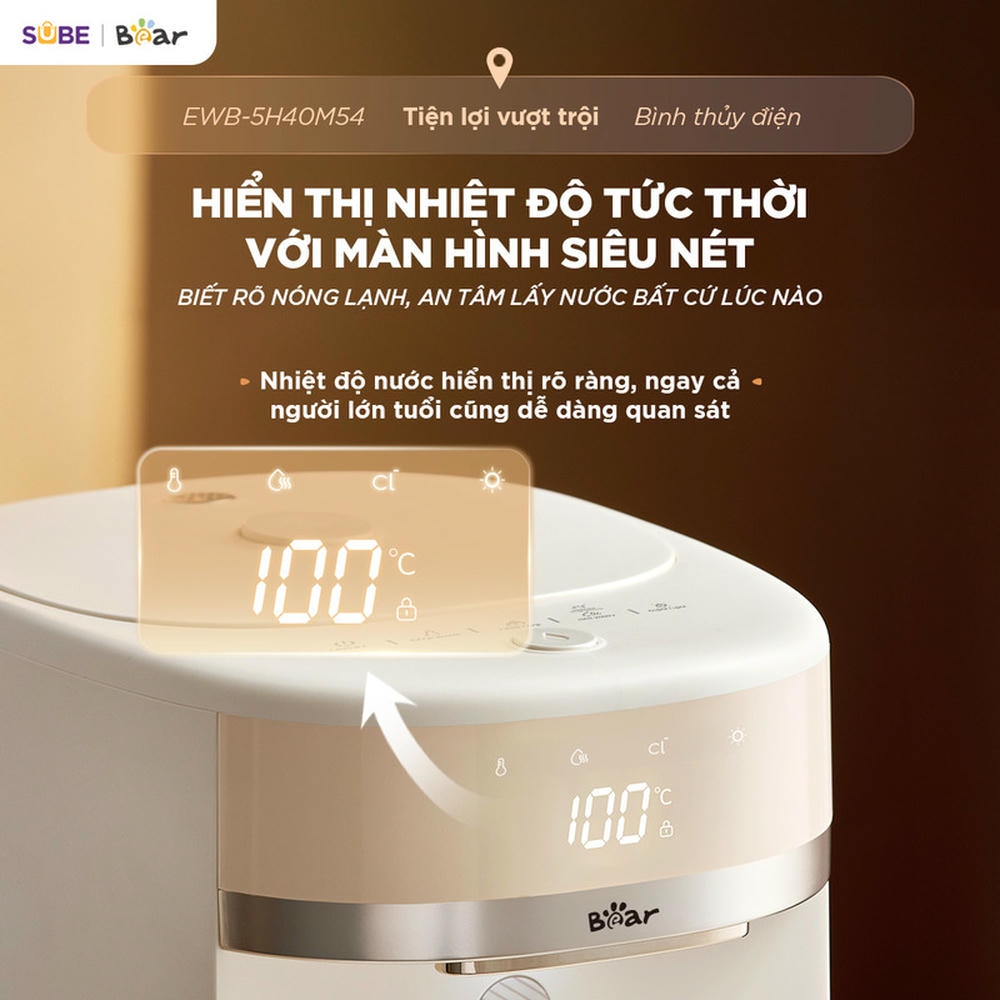 SUBE | Bear
EWB-5H40M54 Tiện lợi vượt trội Bình thủy điện
HIỂN THỊ NHIỆT ĐỘ TỨC THỜI
VỚI MÀN HÌNH SIÊU NÉT
BIẾT RÕ NÓNG LẠNH, AN TÂM LẤY NƯỚC BẤT CỨ LÚC NÀO
Nhiệt độ nước hiển thị rõ ràng, ngay cả
người lớn tuổi cũng dễ dàng quan sát
Cl⁻
100 °C
Cl⁻
100 °C
Bear